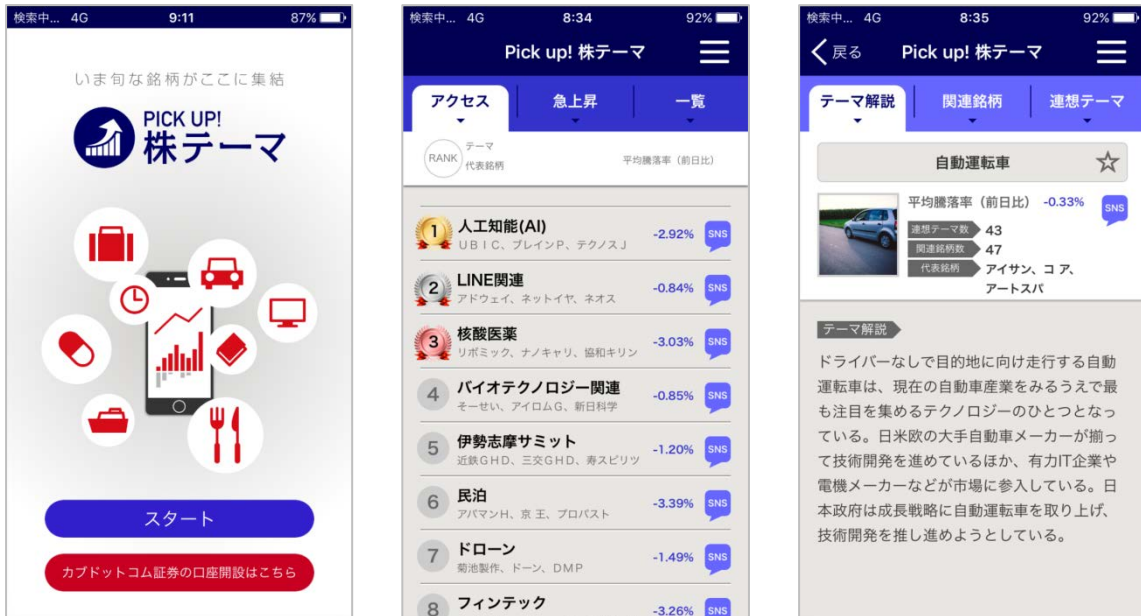 検索中... 4G 9:11 87%
いま旬な銘柄がここに集結
PICK UP!
株テーマ
スタート
カブドットコム証券の口座開設はこちら
検索中... 4G 8:34 92%
Pick up! 株テーマ
アクセス 急上昇 一覧
RANK
テーマ
代表銘柄
平均騰落率（前日比）
1 人工知能(AI)
ＵＢＩＣ、ブレインＰ、テクノスＪ
-2.92% SNS
2 LINE関連
アドウェイ、ネットイヤ、ネオス
-0.84% SNS
3 核酸医薬
リボミック、ナノキャリ、協和キリン
-3.03% SNS
4 バイオテクノロジー関連
そーせい、アイロムＧ、新日科学
-0.85% SNS
5 伊勢志摩サミット
近鉄ＧＨＤ、三交ＧＨＤ、寿スピリツ
-1.20% SNS
6 民泊
アパマンＨ、京 王、プロパスト
-3.39% SNS
7 ドローン
菊池製作、ドーン、ＤＭＰ
-1.49% SNS
8 フィンテック
-3.26% SNS
検索中... 4G 8:35 92%
戻る Pick up! 株テーマ
テーマ解説 関連銘柄 連想テーマ
自動運転車
平均騰落率（前日比） -0.33% SNS
連想テーマ数 43
関連銘柄数 47
代表銘柄 アイサン、コ ア、
アートスパ
テーマ解説
ドライバーなしで目的地に向け走行する自動
運転車は、現在の自動車産業をみるうえで最
も注目を集めるテクノロジーのひとつとなっ
ている。日米欧の大手自動車メーカーが揃っ
て技術開発を進めているほか、有力IT企業や
電機メーカーなどが市場に参入している。日
本政府は成長戦略に自動運転車を取り上げ、
技術開発を推し進めようとしている。